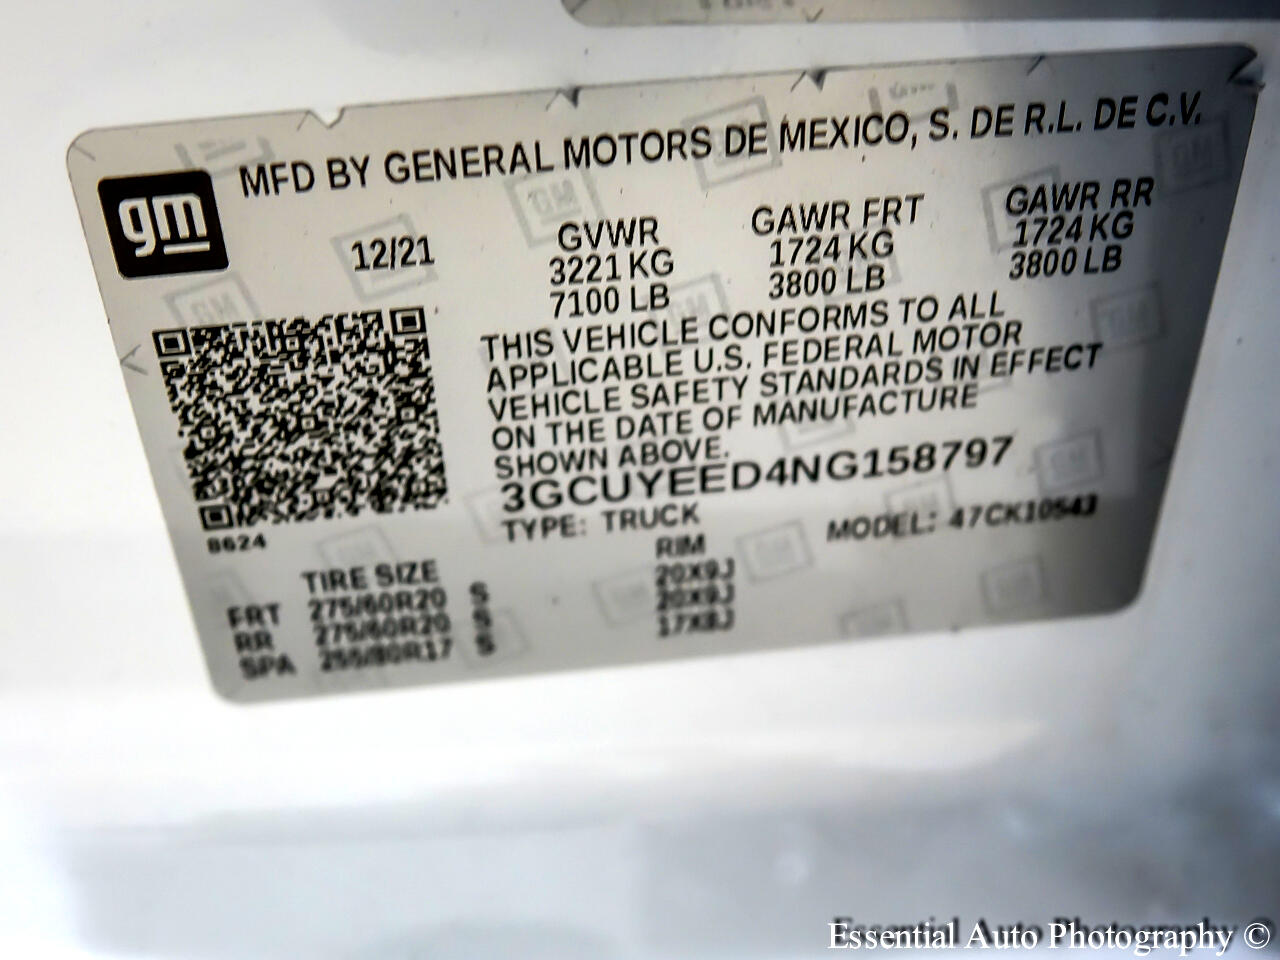 MFD BY GENERAL MOTORS DE MEXICO, S. DE R.L. DE C.V.
gm
12/21
GVWR GAWR FRT GAWR RR
3221 KG 1724 KG 1724 KG
7100 LB 3800 LB 3800 LB
THIS VEHICLE CONFORMS TO ALL
APPLICABLE U.S. FEDERAL MOTOR
VEHICLE SAFETY STANDARDS IN EFFECT
ON THE DATE OF MANUFACTURE
SHOWN ABOVE.
3GCUYEED4NG158797
TYPE: TRUCK MODEL: 47CK10543
8624
TIRE SIZE RIM
FRT 275/60R20 S 20X9J
RR 275/60R20 S 20X9J
SPA 255/80R17 S 17X8J
Essential Auto Photography ©